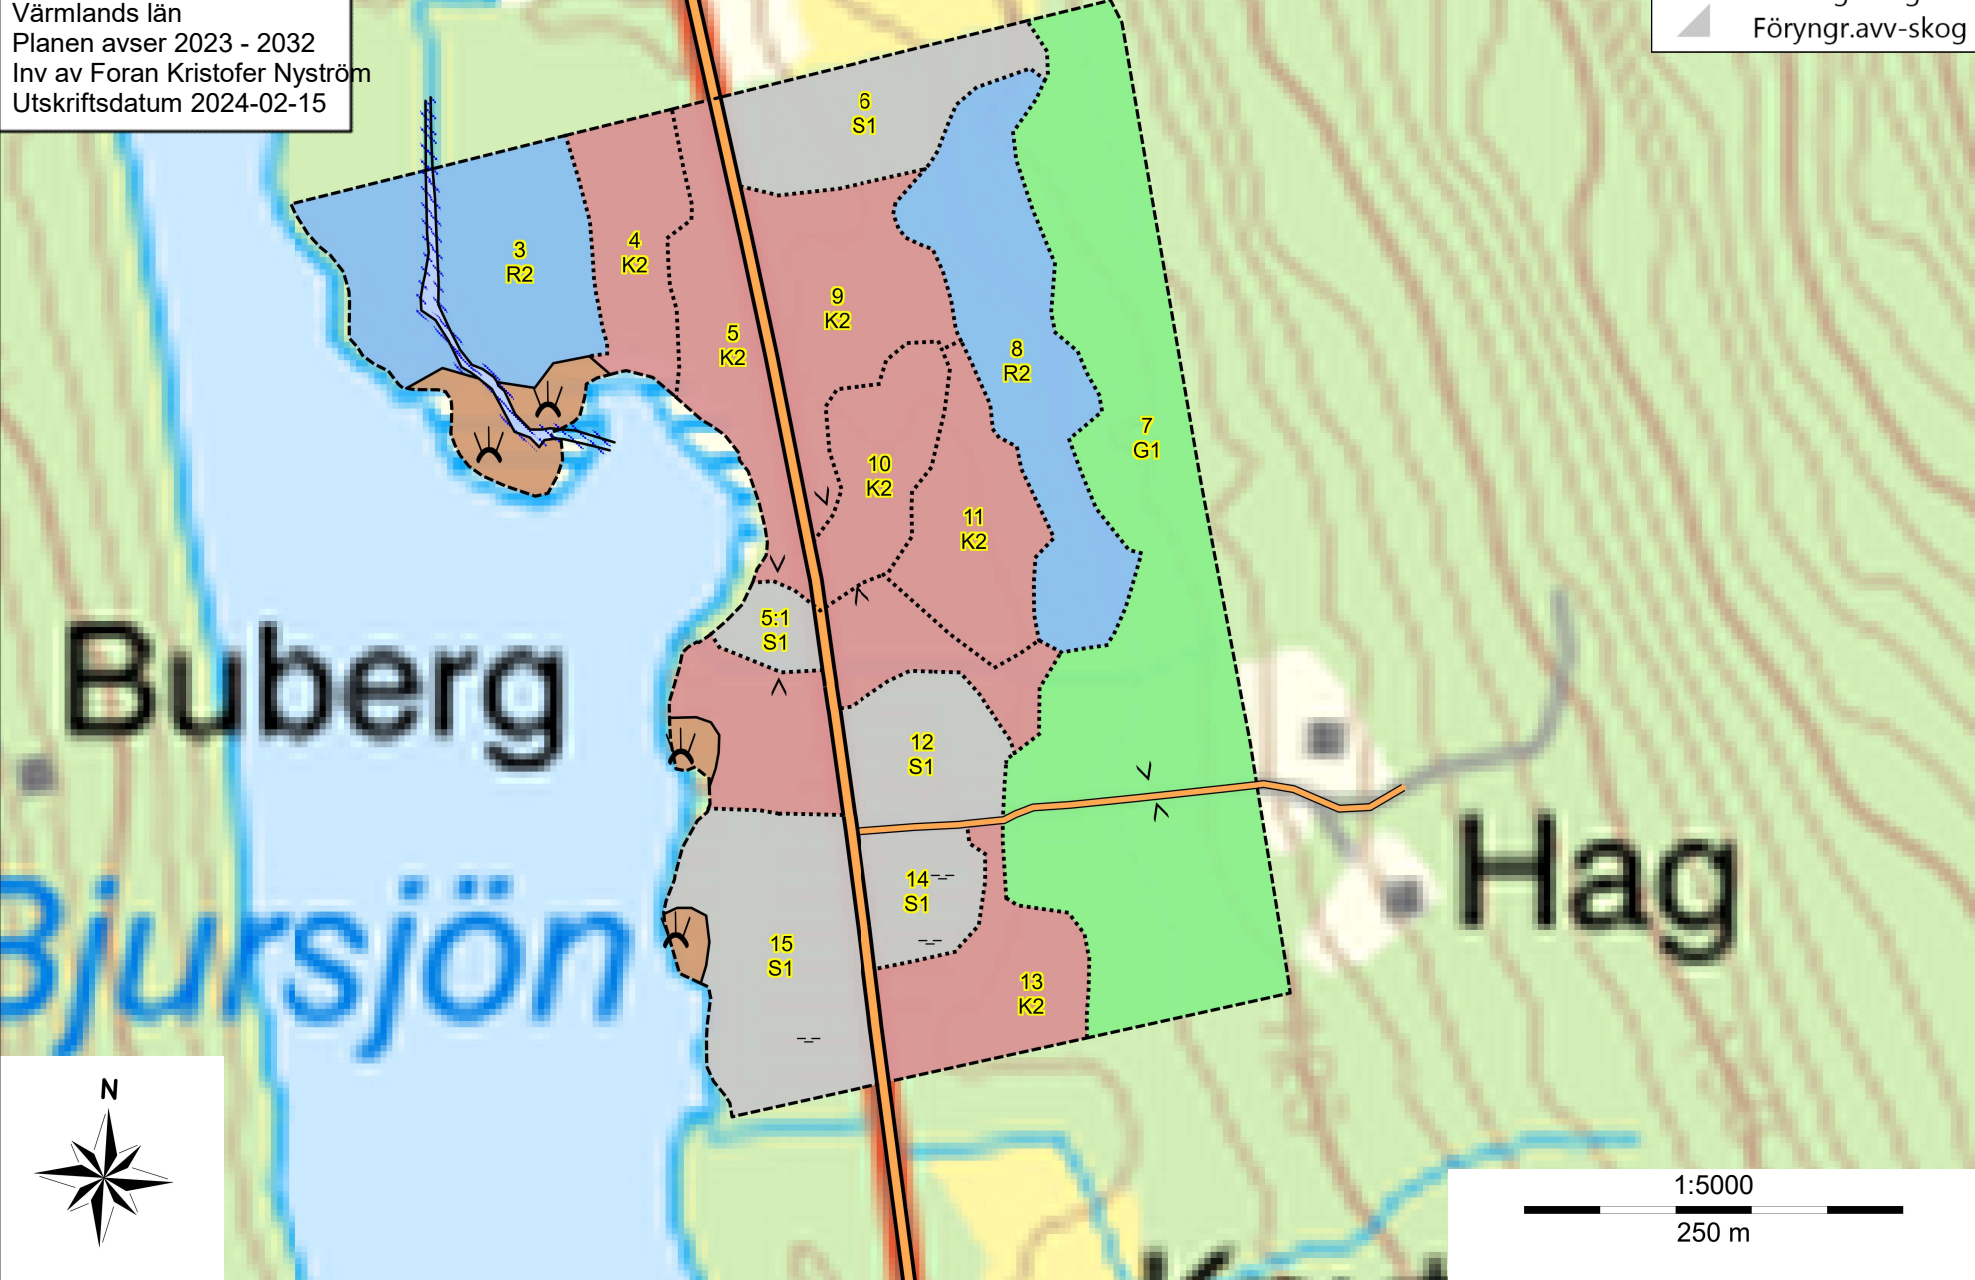 Värmlands län
Planen avser 2023 - 2032
Inv av Foran Kristofer Nyström
Utskriftsdatum 2024-02-15
Föryngr.avv-skog
6
S1
3
R2
4
K2
9
K2
5
K2
8
R2
7
G1
10
K2
11
K2
5:1
S1
Buberg
12
S1
Hag
14
S1
Bjursjön
15
S1
13
K2
N
1:5000
250 m